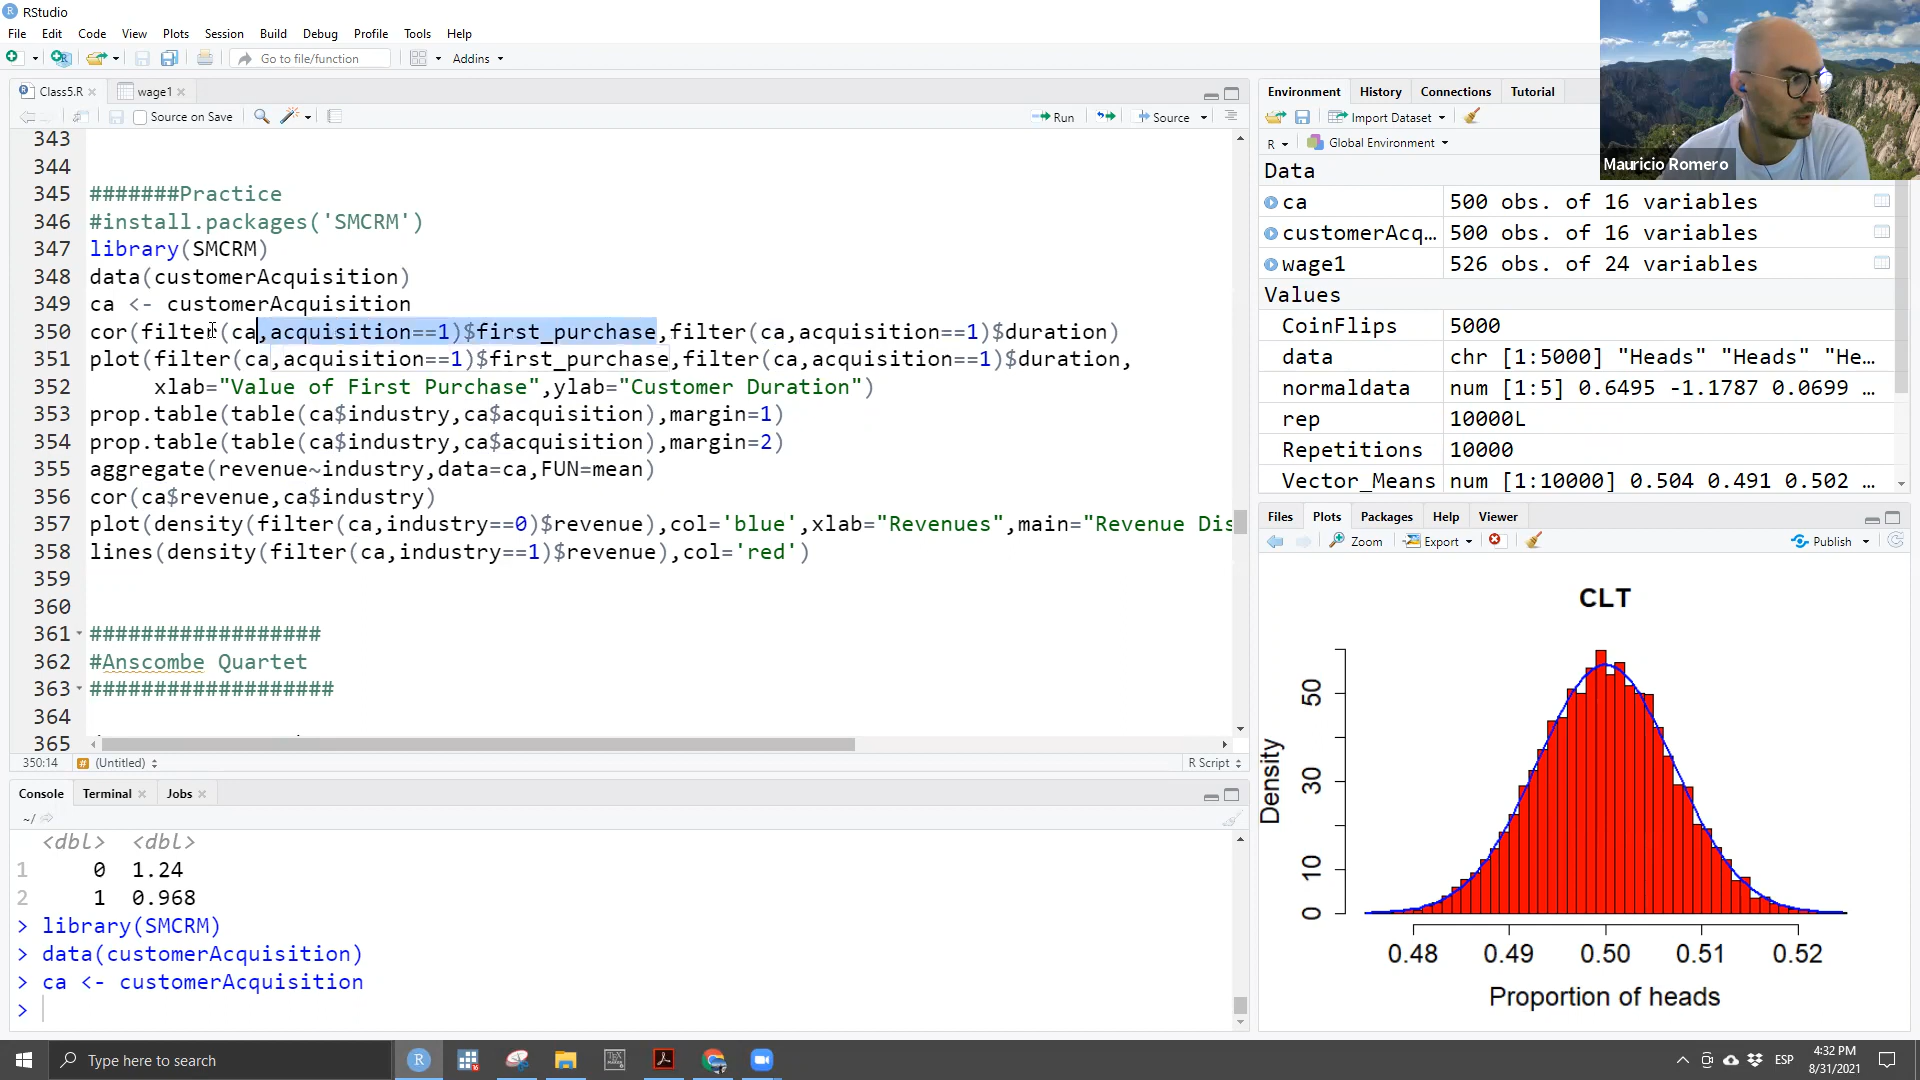 RStudio
File Edit Code View Plots Session Build Debug Profile Tools Help
Go to file/function Addins
Class5.R wage1
Source on Save Run Source
343
344
345 #######Practice
346 #install.packages('SMCRM')
347 library(SMCRM)
348 data(customerAcquisition)
349 ca <- customerAcquisition
350 cor(filter(ca,acquisition==1)$first_purchase,filter(ca,acquisition==1)$duration)
351 plot(filter(ca,acquisition==1)$first_purchase,filter(ca,acquisition==1)$duration,
352 xlab="Value of First Purchase",ylab="Customer Duration")
353 prop.table(table(ca$industry,ca$acquisition),margin=1)
354 prop.table(table(ca$industry,ca$acquisition),margin=2)
355 aggregate(revenue~industry,data=ca,FUN=mean)
356 cor(ca$revenue,ca$industry)
357 plot(density(filter(ca,industry==0)$revenue),col='blue',xlab="Revenues",main="Revenue Dis
358 lines(density(filter(ca,industry==1)$revenue),col='red')
359
360
361 ##################
362 #Anscombe Quartet
363 ###################
364
365
350:14 (Untitled) R Script
Console Terminal Jobs
~/
<dbl> <dbl>
1 0 1.24
2 1 0.968
> library(SMCRM)
> data(customerAcquisition)
> ca <- customerAcquisition
>
Environment History Connections Tutorial
Import Dataset
R Global Environment
Data
ca 500 obs. of 16 variables
customerAcq... 500 obs. of 16 variables
wage1 526 obs. of 24 variables
Values
CoinFlips 5000
data chr [1:5000] "Heads" "Heads" "He...
normaldata num [1:5] 0.6495 -1.1787 0.0699 ...
rep 10000L
Repetitions 10000
Vector_Means num [1:10000] 0.504 0.491 0.502 ...
Mauricio Romero
Files Plots Packages Help Viewer
Zoom Export Publish
CLT
Density
50
30
10
0
0.48 0.49 0.50 0.51 0.52
Proportion of heads
Type here to search
ESP
4:32 PM
8/31/2021